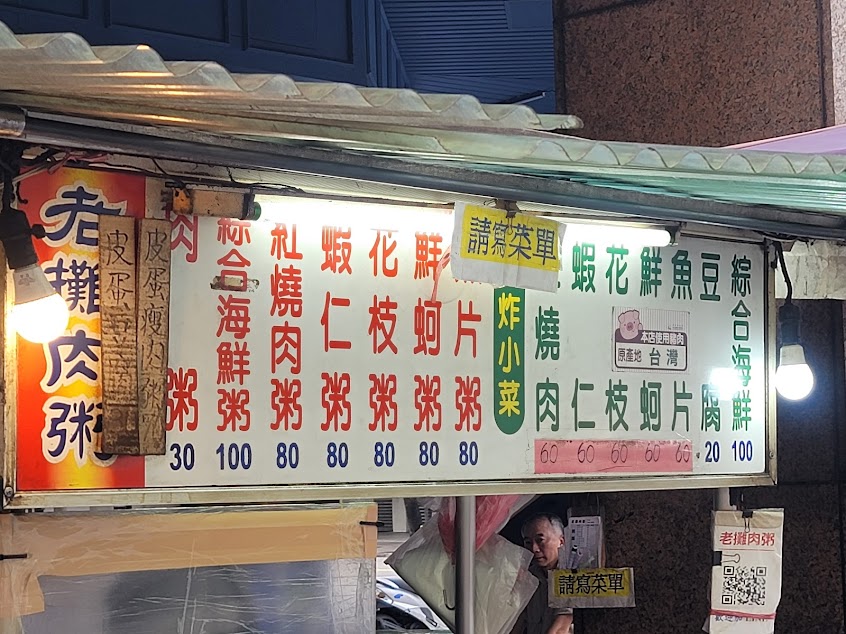 老攤肉粥
皮蛋瘦肉粥
肉粥 30
綜合海鮮粥 100
紅燒肉粥 80
蝦仁粥 80
花枝粥 80
鮮蚵粥 80
片粥 80
請寫菜單
炸小菜
燒肉 60
蝦仁 60
花枝 60
鮮蚵 60
魚片 60
豆腐 20
綜合海鮮 100
本店使用豬肉
原產地 台灣
請寫菜單
老攤肉粥